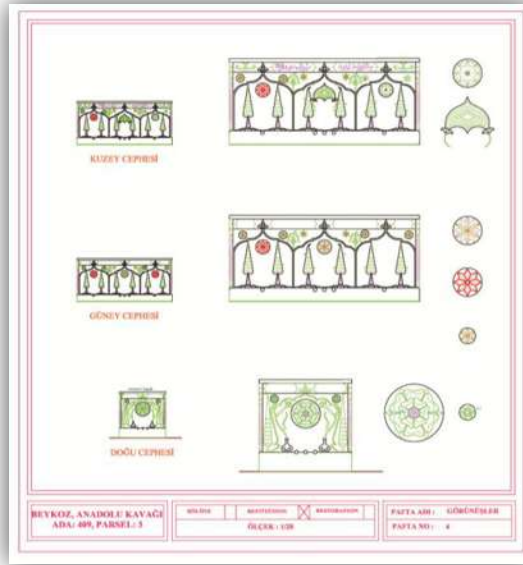 KUZEY CEPHESİ
GÜNEY CEPHESİ
DOĞU CEPHESİ
BEYKOZ, ANADOLU KAVAĞI
ADA: 409, PARSEL: 3
RÖLÖVE RESTİTÜSYON RESTORASYON
ÖLÇEK: 1/20
PAFTA ADI : GÖRÜNÜŞLER
PAFTA NO : 4